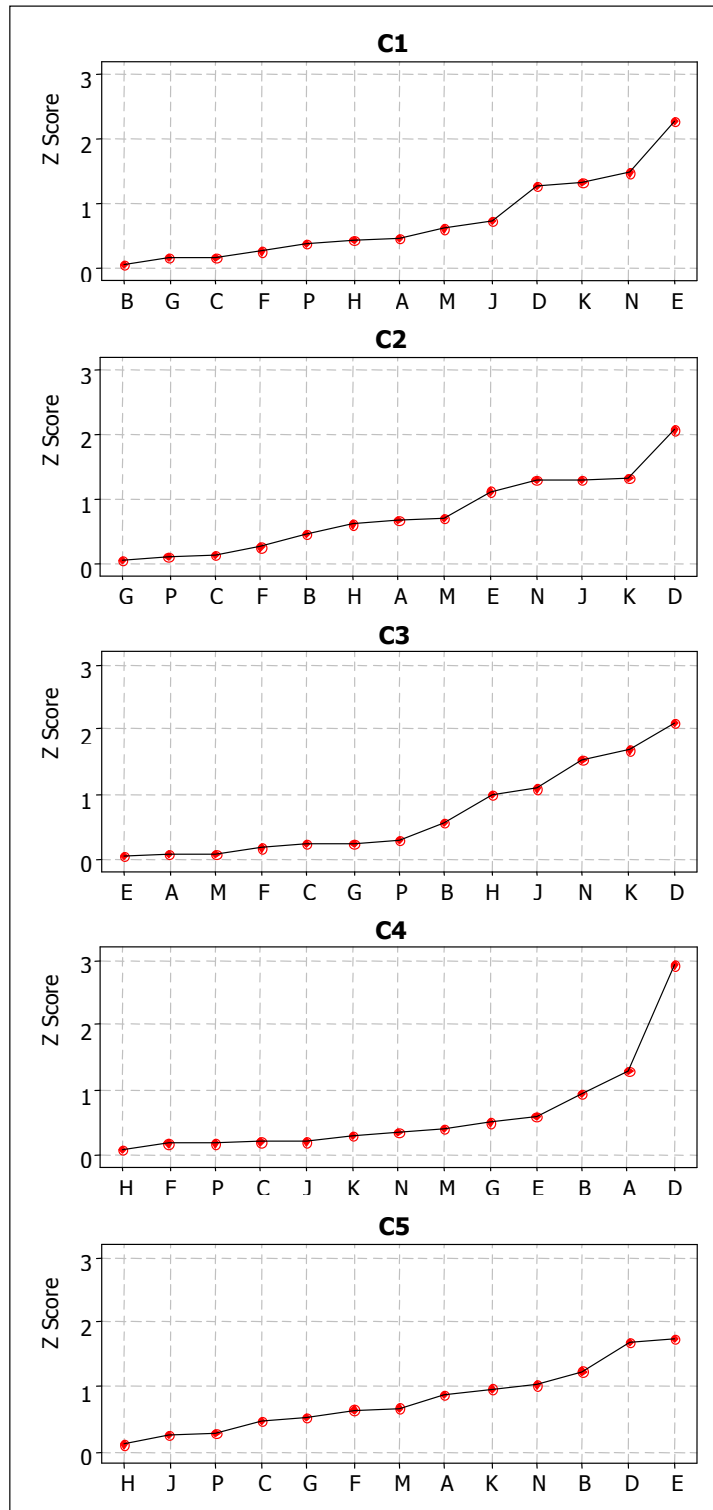 C1
Z Score
3
2
1
0
B G C F P H A M J D K N E
C2
Z Score
3
2
1
0
G P C F B H A M E N J K D
C3
Z Score
3
2
1
0
E A M F C G P B H J N K D
C4
Z Score
3
2
1
0
H F P C J K N M G E B A D
C5
Z Score
3
2
1
0
H J P C G F M A K N B D E